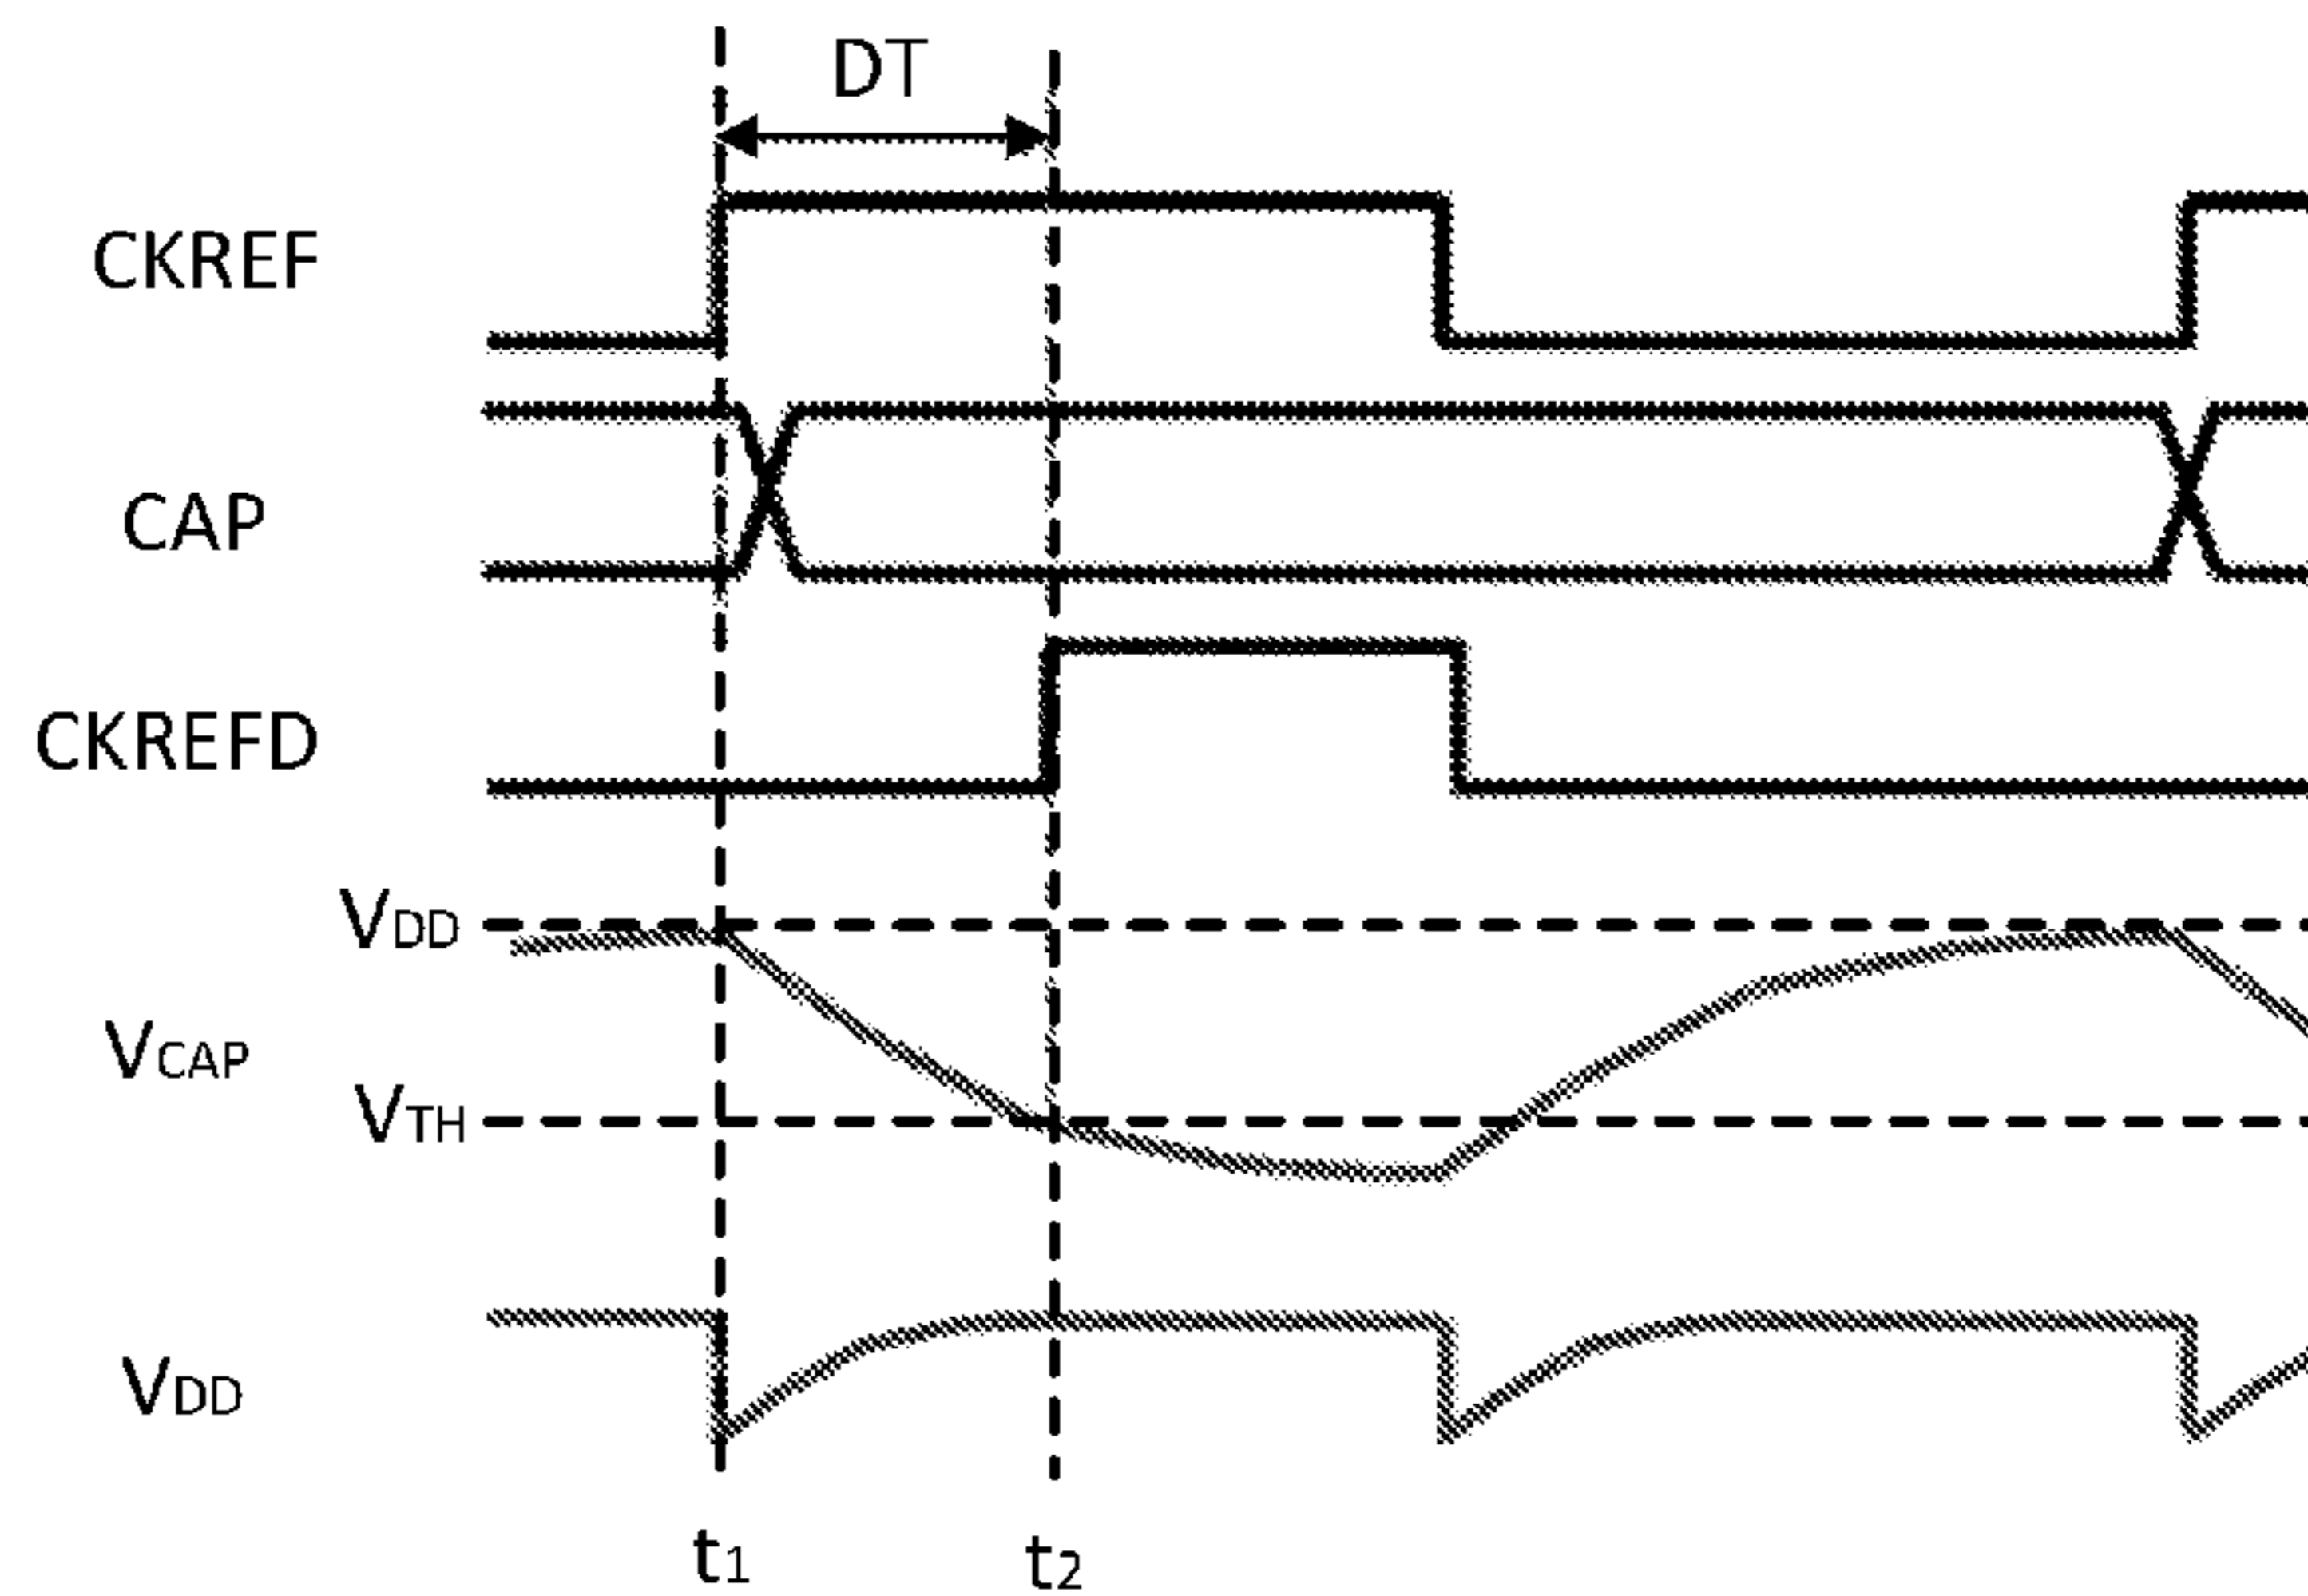 DT
CKREF
CAP
CKREFD
VDD
VCAP
VTH
VDD
t1
t2